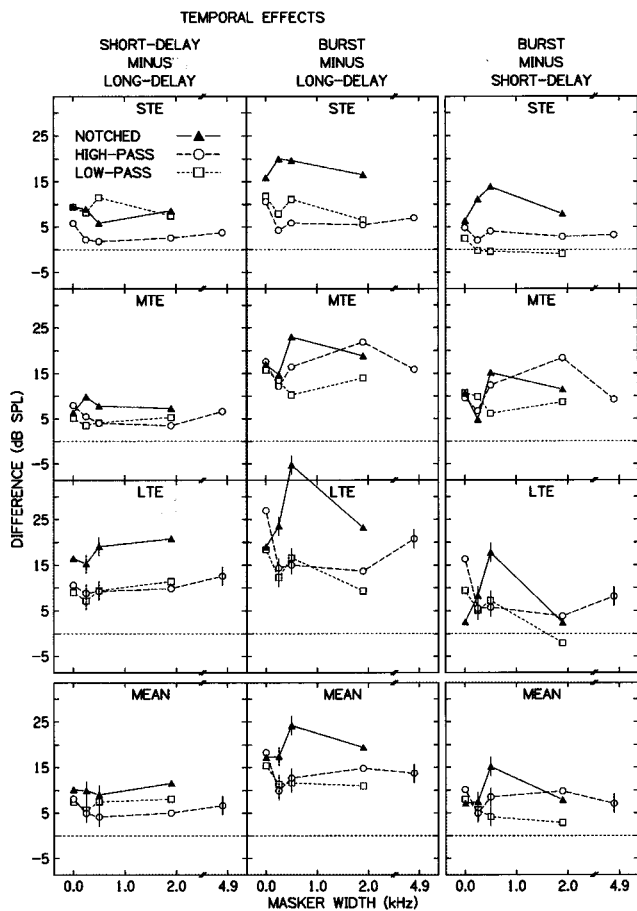 TEMPORAL EFFECTS
SHORT-DELAY MINUS LONG-DELAY
BURST MINUS LONG-DELAY
BURST MINUS SHORT-DELAY
STE
STE
STE
NOTCHED
HIGH-PASS
LOW-PASS
25
15
5
-5
MTE
MTE
MTE
25
15
5
-5
LTE
LTE
LTE
25
15
5
-5
MEAN
MEAN
MEAN
25
15
5
-5
DIFFERENCE (dB SPL)
0.0 1.0 2.0 4.9
0.0 1.0 2.0 4.9
0.0 1.0 2.0 4.9
MASKER WIDTH (kHz)